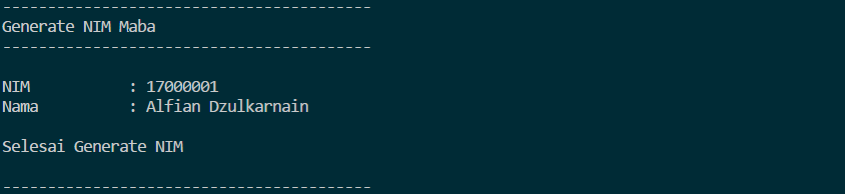 -----------------------------------------
Generate NIM Maba
-----------------------------------------
NIM           : 17000001
Nama          : Alfian Dzulkarnain
Selesai Generate NIM
-----------------------------------------